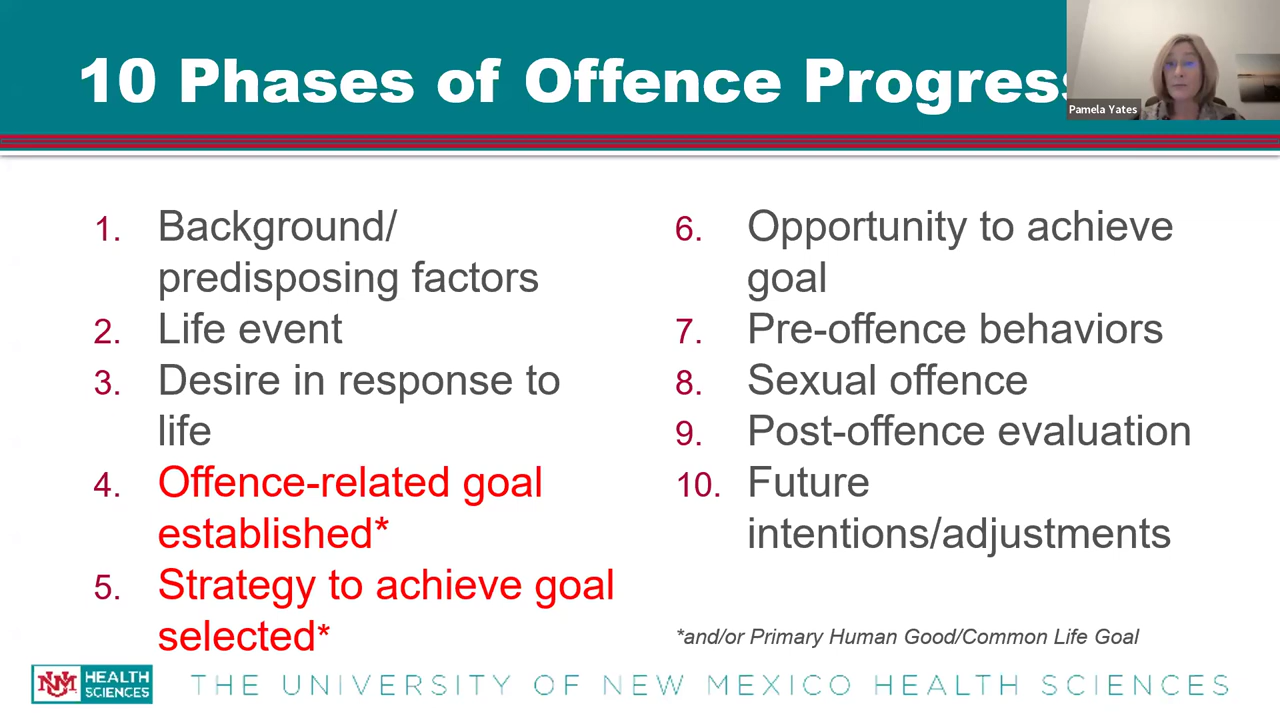 10 Phases of Offence Progress
Pamela Yates
1. Background/
predisposing factors
2. Life event
3. Desire in response to
life
4. Offence-related goal
established*
5. Strategy to achieve goal
selected*
6. Opportunity to achieve
goal
7. Pre-offence behaviors
8. Sexual offence
9. Post-offence evaluation
10. Future
intentions/adjustments
*and/or Primary Human Good/Common Life Goal
UNM HEALTH
SCIENCES
THE UNIVERSITY OF NEW MEXICO HEALTH SCIENCES